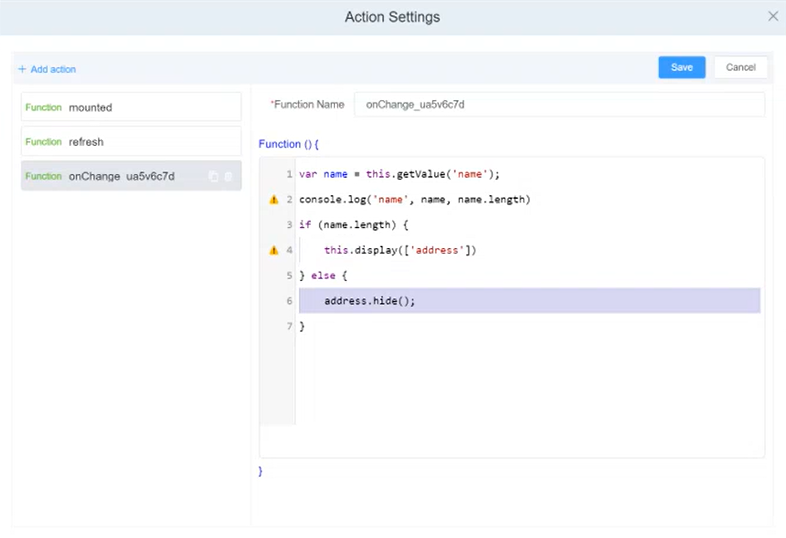 Action Settings
+ Add action
Save
Cancel
Function mounted
Function refresh
Function onChange_ua5v6c7d
*Function Name onChange_ua5v6c7d
Function () {
1 var name = this.getValue('name');
2 console.log('name', name, name.length)
3 if (name.length) {
4 this.display(['address'])
5 } else {
6 address.hide();
7 }
}